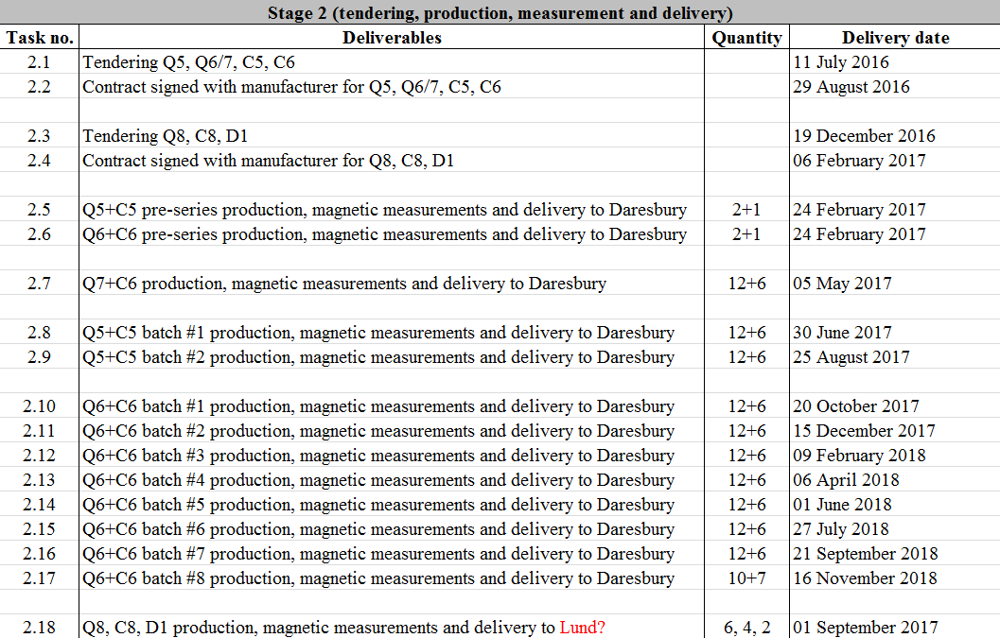 Stage 2 (tendering, production, measurement and delivery)
Task no. Deliverables Quantity Delivery date
2.1 Tendering Q5, Q6/7, C5, C6 11 July 2016
2.2 Contract signed with manufacturer for Q5, Q6/7, C5, C6 29 August 2016
2.3 Tendering Q8, C8, D1 19 December 2016
2.4 Contract signed with manufacturer for Q8, C8, D1 06 February 2017
2.5 Q5+C5 pre-series production, magnetic measurements and delivery to Daresbury 2+1 24 February 2017
2.6 Q6+C6 pre-series production, magnetic measurements and delivery to Daresbury 2+1 24 February 2017
2.7 Q7+C6 production, magnetic measurements and delivery to Daresbury 12+6 05 May 2017
2.8 Q5+C5 batch #1 production, magnetic measurements and delivery to Daresbury 12+6 30 June 2017
2.9 Q5+C5 batch #2 production, magnetic measurements and delivery to Daresbury 12+6 25 August 2017
2.10 Q6+C6 batch #1 production, magnetic measurements and delivery to Daresbury 12+6 20 October 2017
2.11 Q6+C6 batch #2 production, magnetic measurements and delivery to Daresbury 12+6 15 December 2017
2.12 Q6+C6 batch #3 production, magnetic measurements and delivery to Daresbury 12+6 09 February 2018
2.13 Q6+C6 batch #4 production, magnetic measurements and delivery to Daresbury 12+6 06 April 2018
2.14 Q6+C6 batch #5 production, magnetic measurements and delivery to Daresbury 12+6 01 June 2018
2.15 Q6+C6 batch #6 production, magnetic measurements and delivery to Daresbury 12+6 27 July 2018
2.16 Q6+C6 batch #7 production, magnetic measurements and delivery to Daresbury 12+6 21 September 2018
2.17 Q6+C6 batch #8 production, magnetic measurements and delivery to Daresbury 10+7 16 November 2018
2.18 Q8, C8, D1 production, magnetic measurements and delivery to Lund? 6, 4, 2 01 September 2017